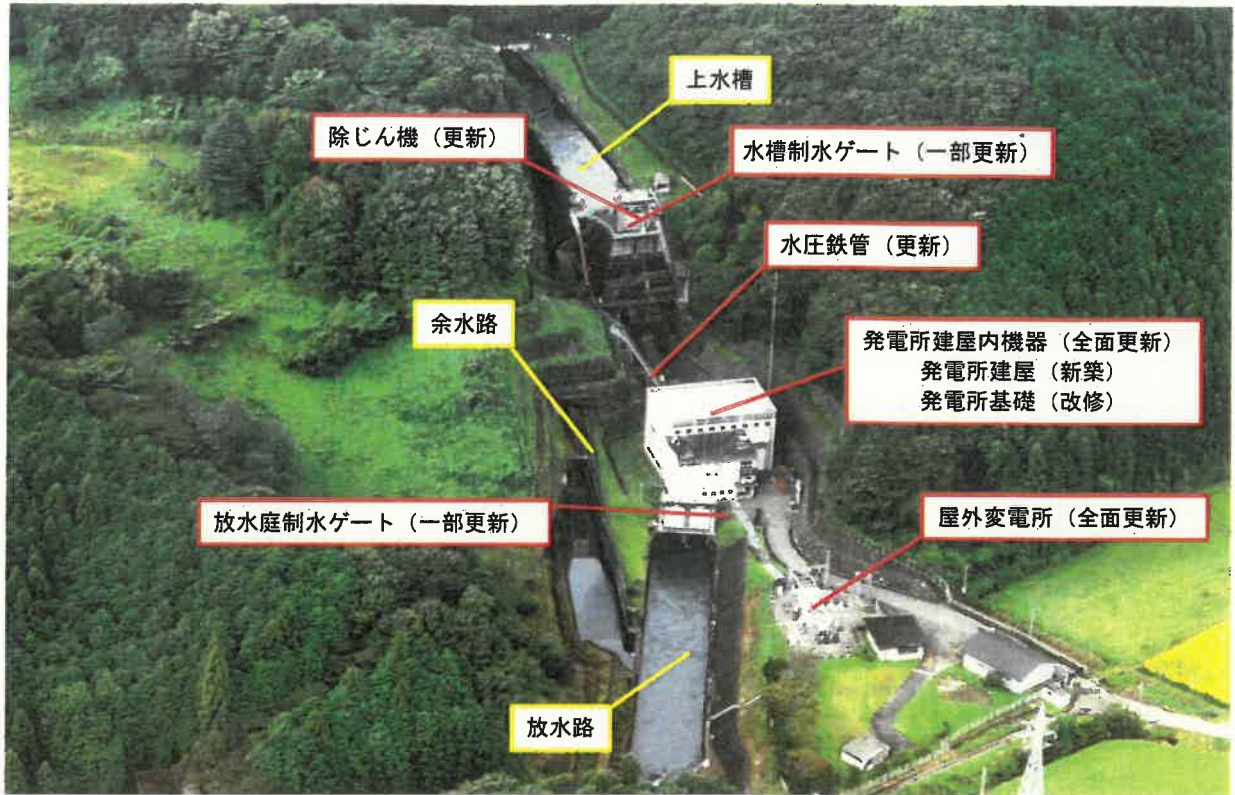 上水槽
除じん機（更新）
水槽制水ゲート（一部更新）
水圧鉄管（更新）
余水路
発電所建屋内機器（全面更新）
発電所建屋（新築）
発電所基礎（改修）
放水庭制水ゲート（一部更新）
屋外変電所（全面更新）
放水路